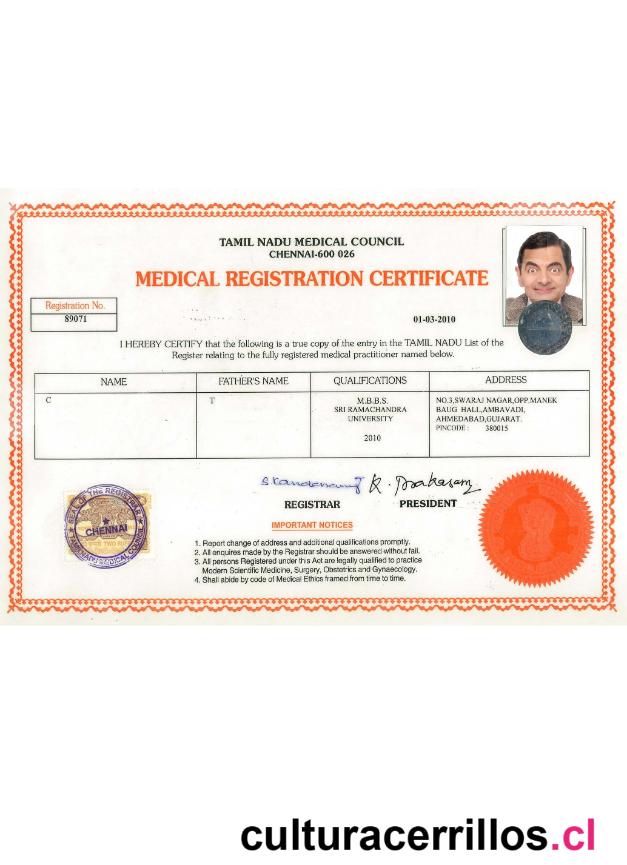 TAMIL NADU MEDICAL COUNCIL
CHENNAI-600 026
MEDICAL REGISTRATION CERTIFICATE
Registration No.
89071
01-03-2010
I HEREBY CERTIFY that the following is a true copy of the entry in the TAMIL NADU List of the
Register relating to the fully registered medical practitioner named below.
NAME
FATHER'S NAME
QUALIFICATIONS
ADDRESS
C
T
M.B.B.S.
SRI RAMACHANDRA
UNIVERSITY
2010
NO.3,SWARAJ NAGAR,OPP.MANEK
BAUG HALL,AMBAVADI,
AHMEDABAD,GUJARAT.
PINCODE : 380015
REGISTRAR
PRESIDENT
SEAL OF THE REGISTRAR
CHENNAI
TAMILNADU MEDICAL COUNCIL
IMPORTANT NOTICES
1. Report change of address and additional qualifications promptly.
2. All enquires made by the Registrar should be answered without fail.
3. All persons Registered under this Act are legally qualified to practice
Modern Scientific Medicine, Surgery, Obstetrics and Gynaecology.
4. Shall abide by code of Medical Ethics framed from time to time.
culturacerrillos.cl